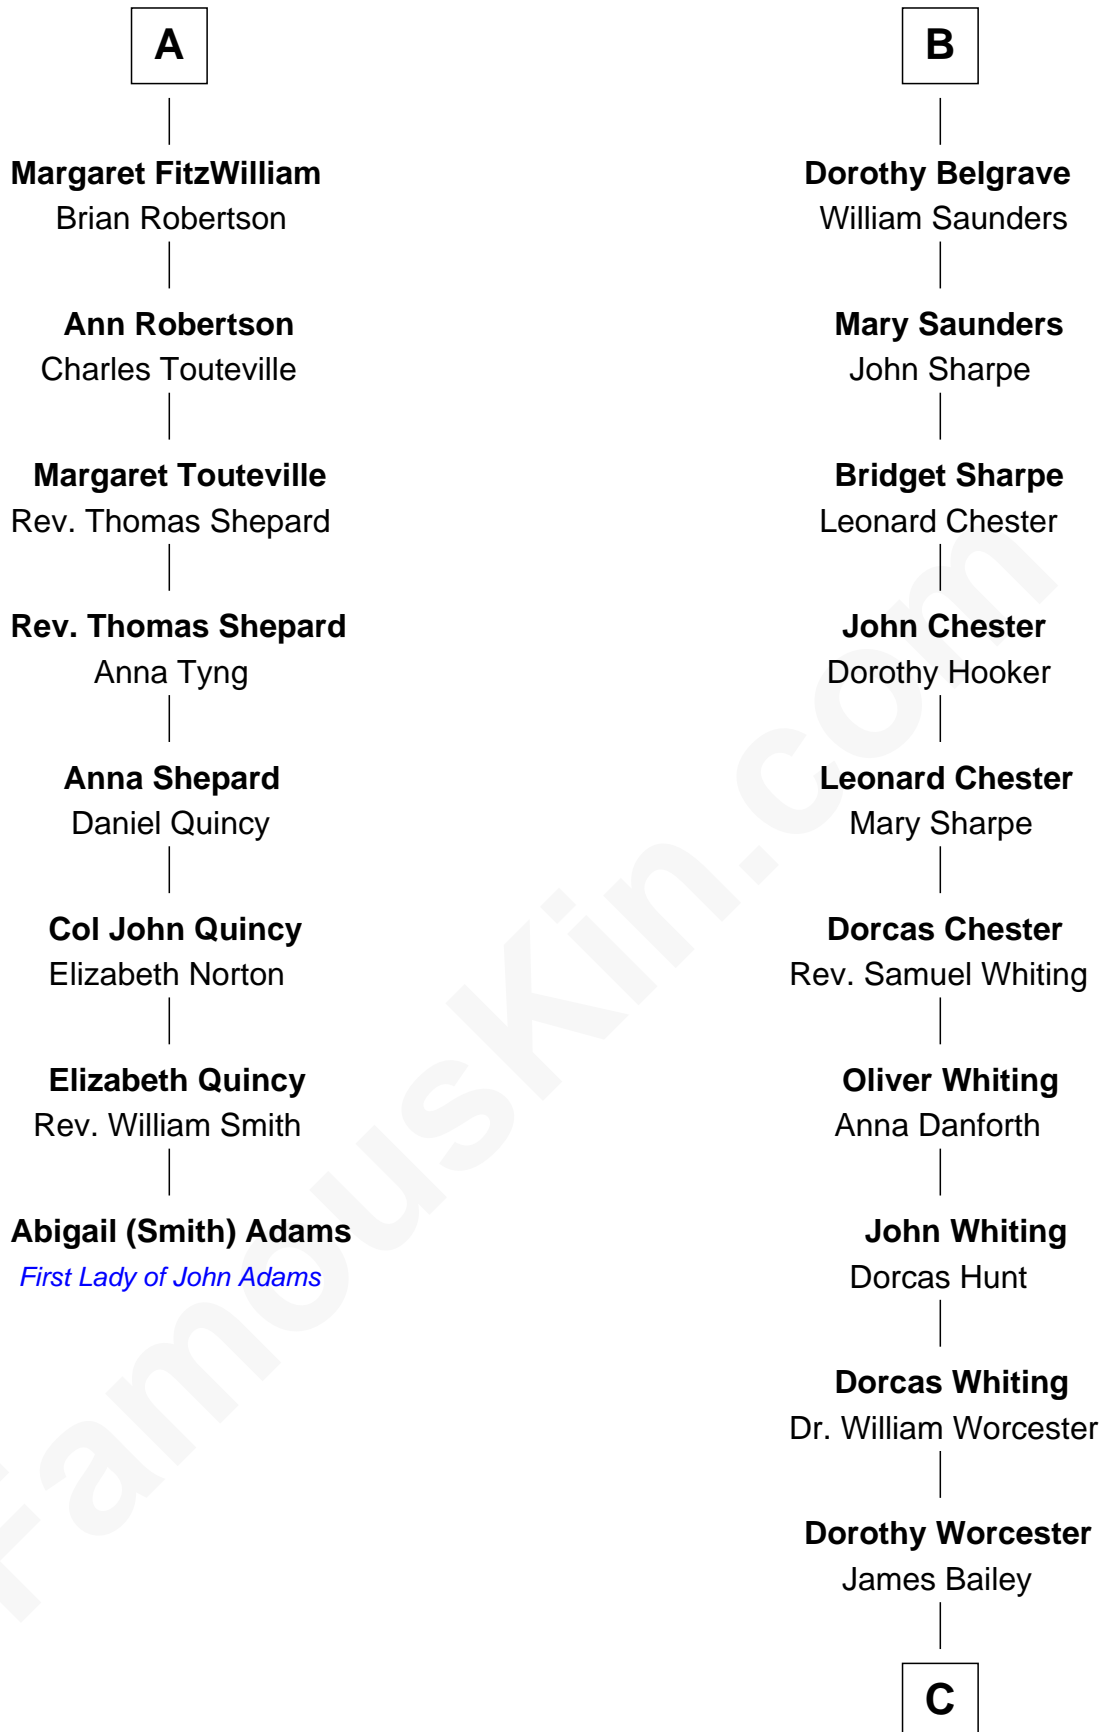 A
Margaret FitzWilliam
Brian Robertson
Ann Robertson
Charles Touteville
Margaret Touteville
Rev. Thomas Shepard
Rev. Thomas Shepard
Anna Tyng
Anna Shepard
Daniel Quincy
Col John Quincy
Elizabeth Norton
Elizabeth Quincy
Rev. William Smith
Abigail (Smith) Adams
First Lady of John Adams
B
Dorothy Belgrave
William Saunders
Mary Saunders
John Sharpe
Bridget Sharpe
Leonard Chester
John Chester
Dorothy Hooker
Leonard Chester
Mary Sharpe
Dorcas Chester
Rev. Samuel Whiting
Oliver Whiting
Anna Danforth
John Whiting
Dorcas Hunt
Dorcas Whiting
Dr. William Worcester
Dorothy Worcester
James Bailey
C
FamousKin.com